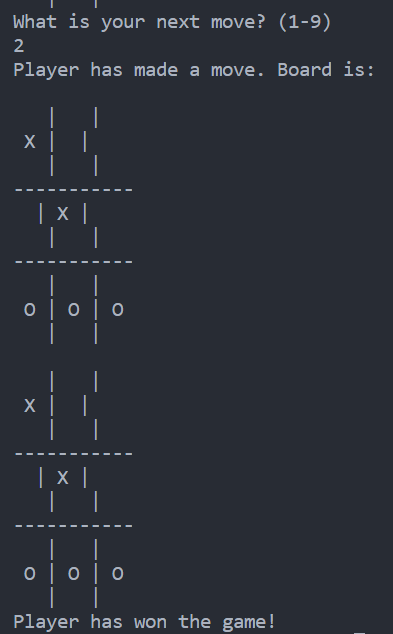 What is your next move? (1-9)
2
Player has made a move. Board is:
   |   |
 X |  |
   |   |
-----------
  | X |
   |   |
-----------
   |   |
 O | O | O
   |   |
   |   |
 X |  |
   |   |
-----------
  | X |
   |   |
-----------
   |   |
 O | O | O
   |   |
Player has won the game!